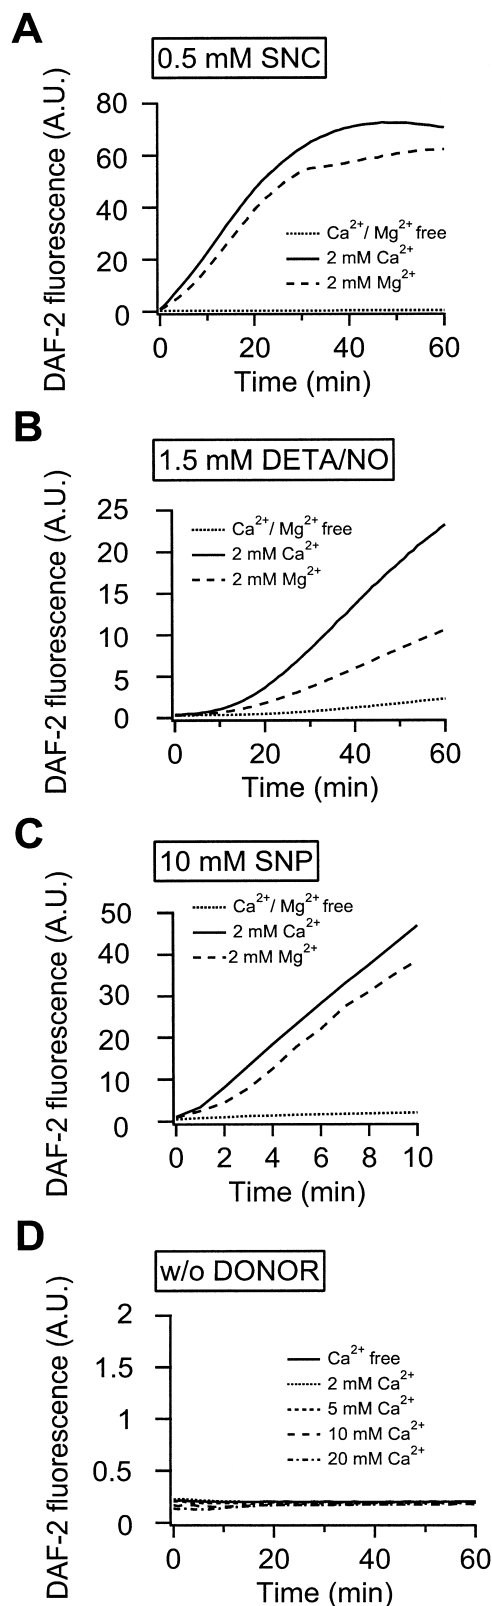 A
0.5 mM SNC
DAF-2 fluorescence (A.U.)
80
60
40
20
0
Ca²⁺/ Mg²⁺ free
2 mM Ca²⁺
2 mM Mg²⁺
0 20 40 60
Time (min)
B
1.5 mM DETA/NO
DAF-2 fluorescence (A.U.)
25
20
15
10
5
0
Ca²⁺/ Mg²⁺ free
2 mM Ca²⁺
2 mM Mg²⁺
0 20 40 60
Time (min)
C
10 mM SNP
DAF-2 fluorescence (A.U.)
50
40
30
20
10
0
Ca²⁺/ Mg²⁺ free
2 mM Ca²⁺
2 mM Mg²⁺
0 2 4 6 8 10
Time (min)
D
w/o DONOR
DAF-2 fluorescence (A.U.)
2
1.5
1
0.5
0
Ca²⁺ free
2 mM Ca²⁺
5 mM Ca²⁺
10 mM Ca²⁺
20 mM Ca²⁺
0 20 40 60
Time (min)